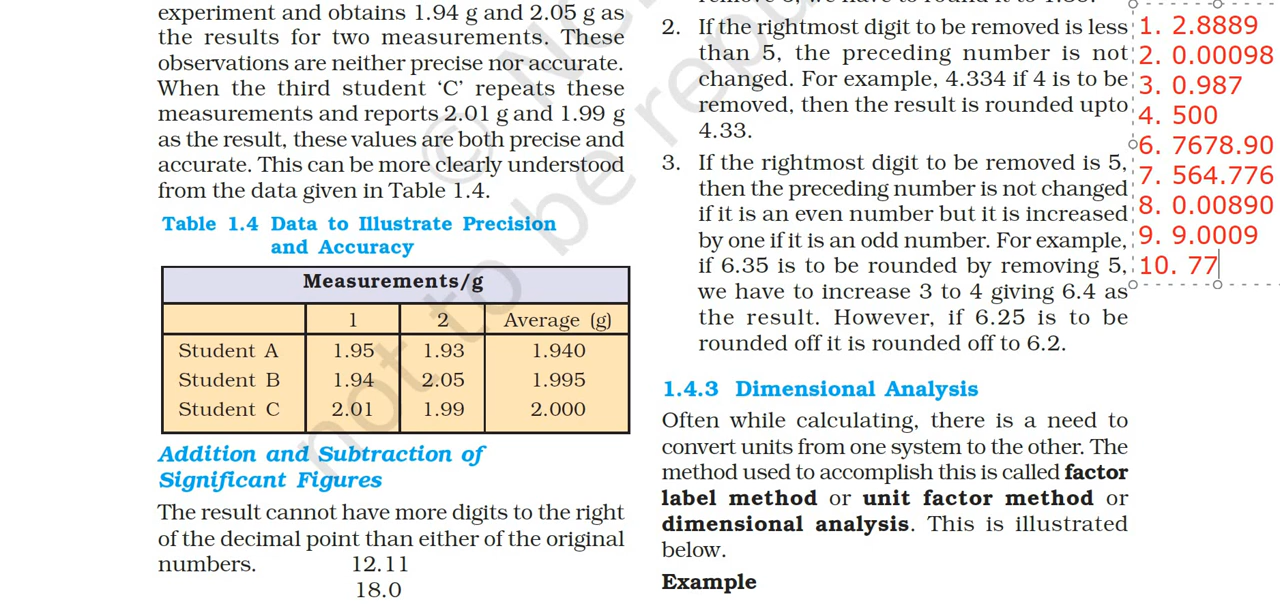 experiment and obtains 1.94 g and 2.05 g as
the results for two measurements. These
observations are neither precise nor accurate.
When the third student ‘C’ repeats these
measurements and reports 2.01 g and 1.99 g
as the result, these values are both precise and
accurate. This can be more clearly understood
from the data given in Table 1.4.
Table 1.4 Data to Illustrate Precision
and Accuracy
Measurements/g
1 2 Average (g)
Student A 1.95 1.93 1.940
Student B 1.94 2.05 1.995
Student C 2.01 1.99 2.000
Addition and Subtraction of
Significant Figures
The result cannot have more digits to the right
of the decimal point than either of the original
numbers. 12.11
18.0
2. If the rightmost digit to be removed is less
than 5, the preceding number is not
changed. For example, 4.334 if 4 is to be
removed, then the result is rounded upto
4.33.
3. If the rightmost digit to be removed is 5,
then the preceding number is not changed
if it is an even number but it is increased
by one if it is an odd number. For example,
if 6.35 is to be rounded by removing 5,
we have to increase 3 to 4 giving 6.4 as
the result. However, if 6.25 is to be
rounded off it is rounded off to 6.2.
1.4.3 Dimensional Analysis
Often while calculating, there is a need to
convert units from one system to the other. The
method used to accomplish this is called factor
label method or unit factor method or
dimensional analysis. This is illustrated
below.
Example
1. 2.8889
2. 0.00098
3. 0.987
4. 500
6. 7678.90
7. 564.776
8. 0.00890
9. 9.0009
10. 77
not to be repu